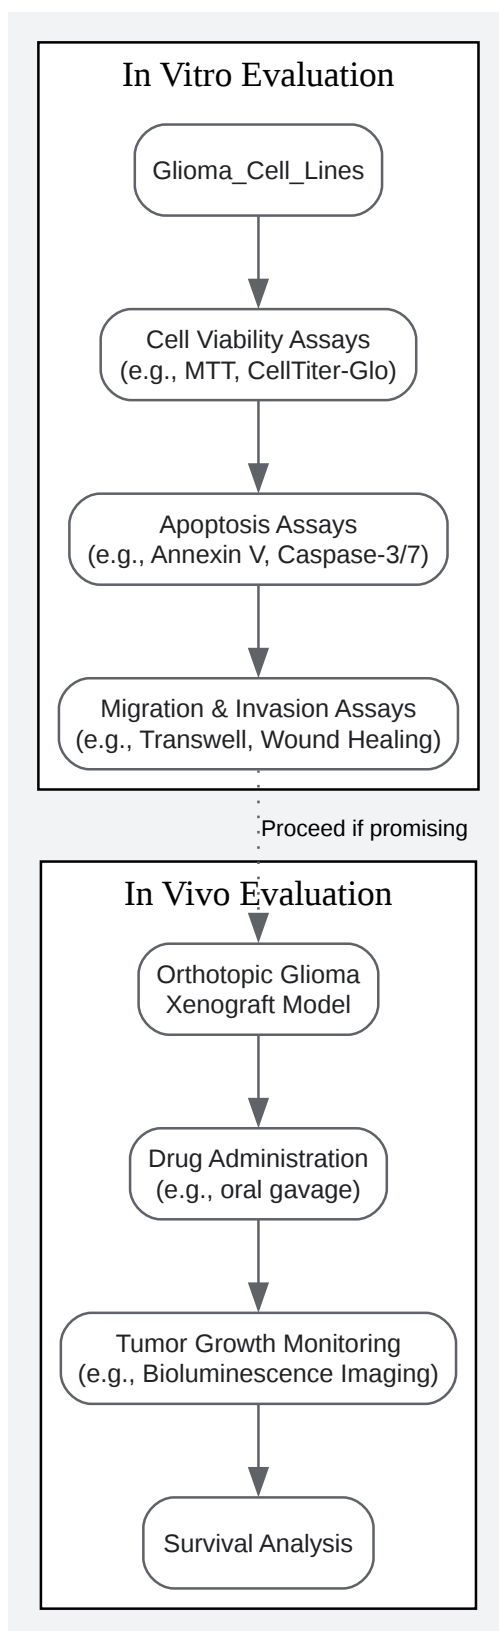 In Vitro Evaluation
Glioma_Cell_Lines
Cell Viability Assays
(e.g., MTT, CellTiter-Glo)
Apoptosis Assays
(e.g., Annexin V, Caspase-3/7)
Migration & Invasion Assays
(e.g., Transwell, Wound Healing)
Proceed if promising
In Vivo Evaluation
Orthotopic Glioma
Xenograft Model
Drug Administration
(e.g., oral gavage)
Tumor Growth Monitoring
(e.g., Bioluminescence Imaging)
Survival Analysis